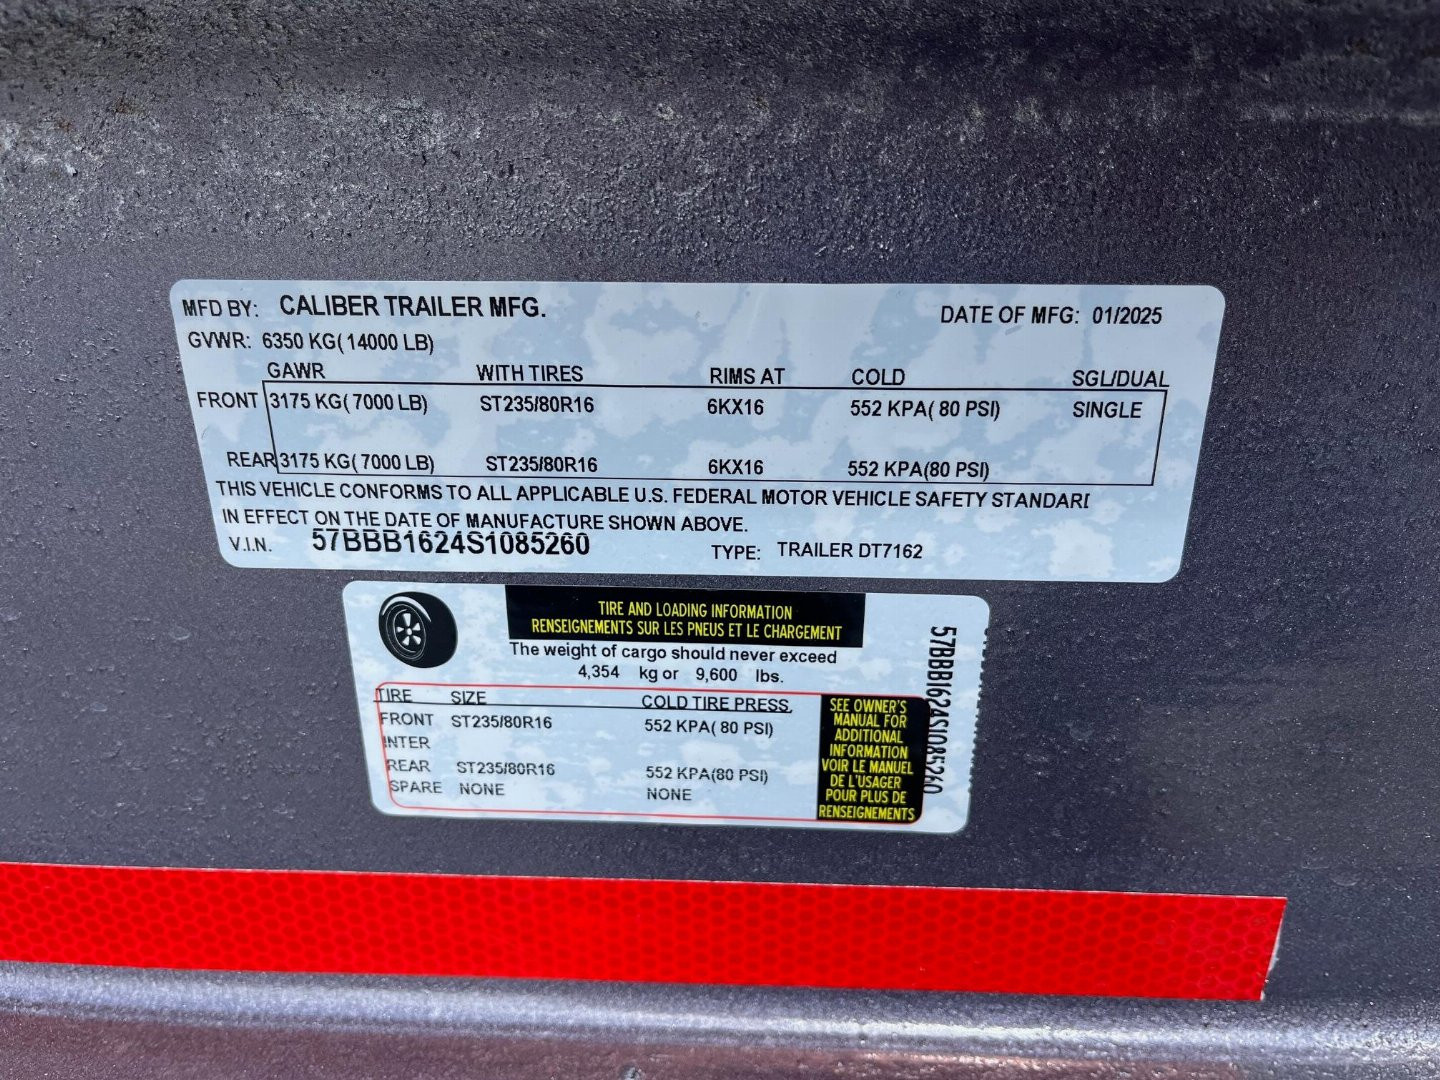 MFD BY: CALIBER TRAILER MFG. DATE OF MFG: 01/2025
GVWR: 6350 KG( 14000 LB)
GAWR WITH TIRES RIMS AT COLD SGL/DUAL
FRONT 3175 KG( 7000 LB) ST235/80R16 6KX16 552 KPA( 80 PSI) SINGLE
REAR 3175 KG( 7000 LB) ST235/80R16 6KX16 552 KPA(80 PSI)
THIS VEHICLE CONFORMS TO ALL APPLICABLE U.S. FEDERAL MOTOR VEHICLE SAFETY STANDARD
IN EFFECT ON THE DATE OF MANUFACTURE SHOWN ABOVE.
V.I.N. 57BBB1624S1085260 TYPE: TRAILER DT7162
TIRE AND LOADING INFORMATION
RENSEIGNEMENTS SUR LES PNEUS ET LE CHARGEMENT
The weight of cargo should never exceed
4,354 kg or 9,600 lbs.
TIRE SIZE COLD TIRE PRESS.
FRONT ST235/80R16 552 KPA( 80 PSI)
INTER
REAR ST235/80R16 552 KPA(80 PSI)
SPARE NONE NONE
SEE OWNER'S
MANUAL FOR
ADDITIONAL
INFORMATION
VOIR LE MANUEL
DE L'USAGER
POUR PLUS DE
RENSEIGNEMENTS
57BBB1624S1085260